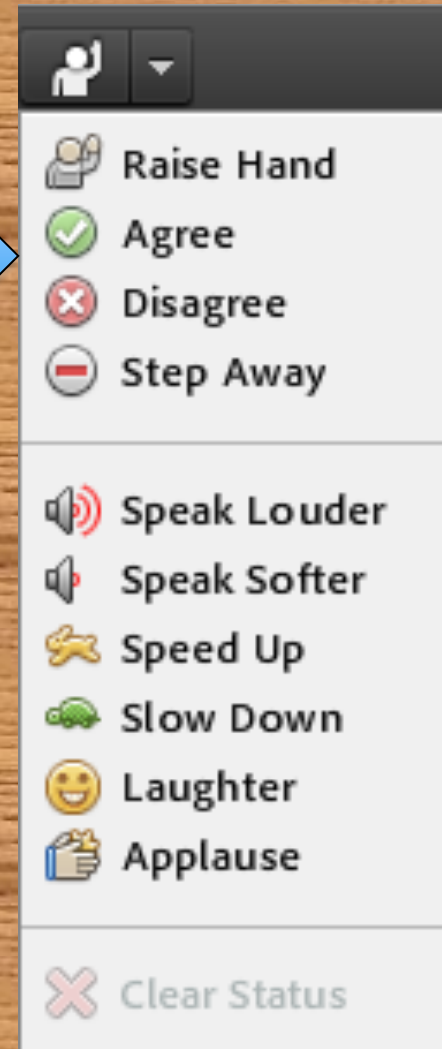 Raise Hand
Agree
Disagree
Step Away
Speak Louder
Speak Softer
Speed Up
Slow Down
Laughter
Applause
Clear Status